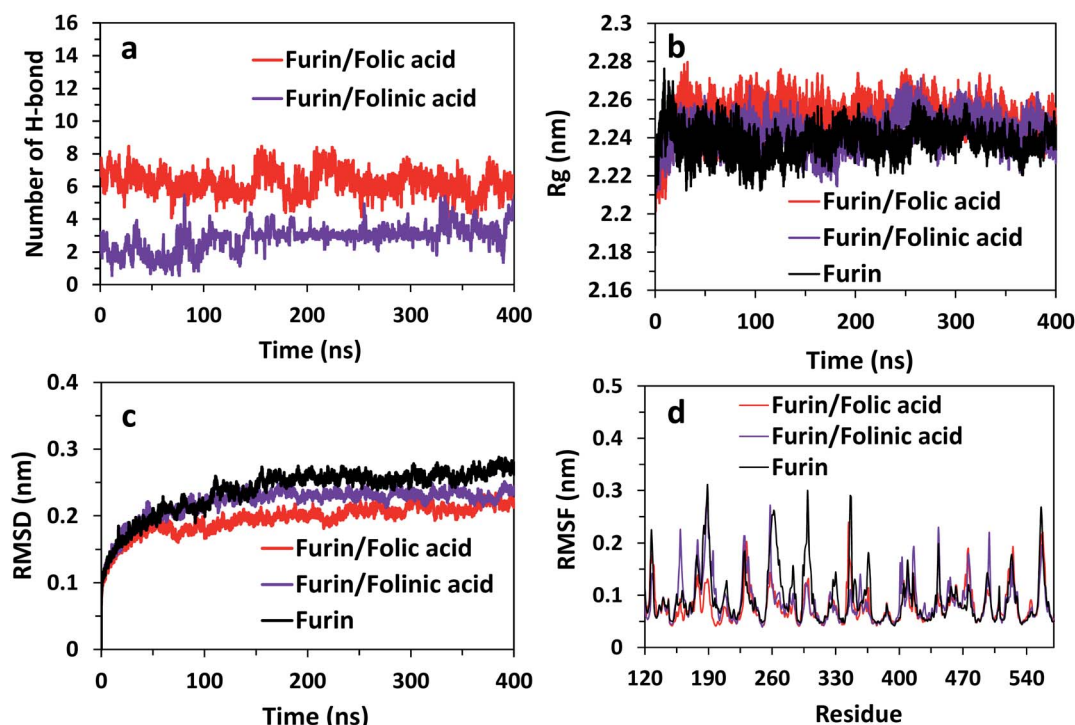 a
16
14
12
10
8
6
4
2
0
Number of H-bond
Furin/Folic acid
Furin/Folinic acid
0
100
200
300
400
Time (ns)
b
2.3
2.28
2.26
2.24
2.22
2.2
2.18
2.16
Rg (nm)
Furin/Folic acid
Furin/Folinic acid
Furin
0
100
200
300
400
Time (ns)
c
0.4
0.3
0.2
0.1
0
RMSD (nm)
Furin/Folic acid
Furin/Folinic acid
Furin
0
100
200
300
400
Time (ns)
d
0.5
0.4
0.3
0.2
0.1
0
RMSF (nm)
Furin/Folic acid
Furin/Folinic acid
Furin
120
190
260
330
400
470
540
Residue